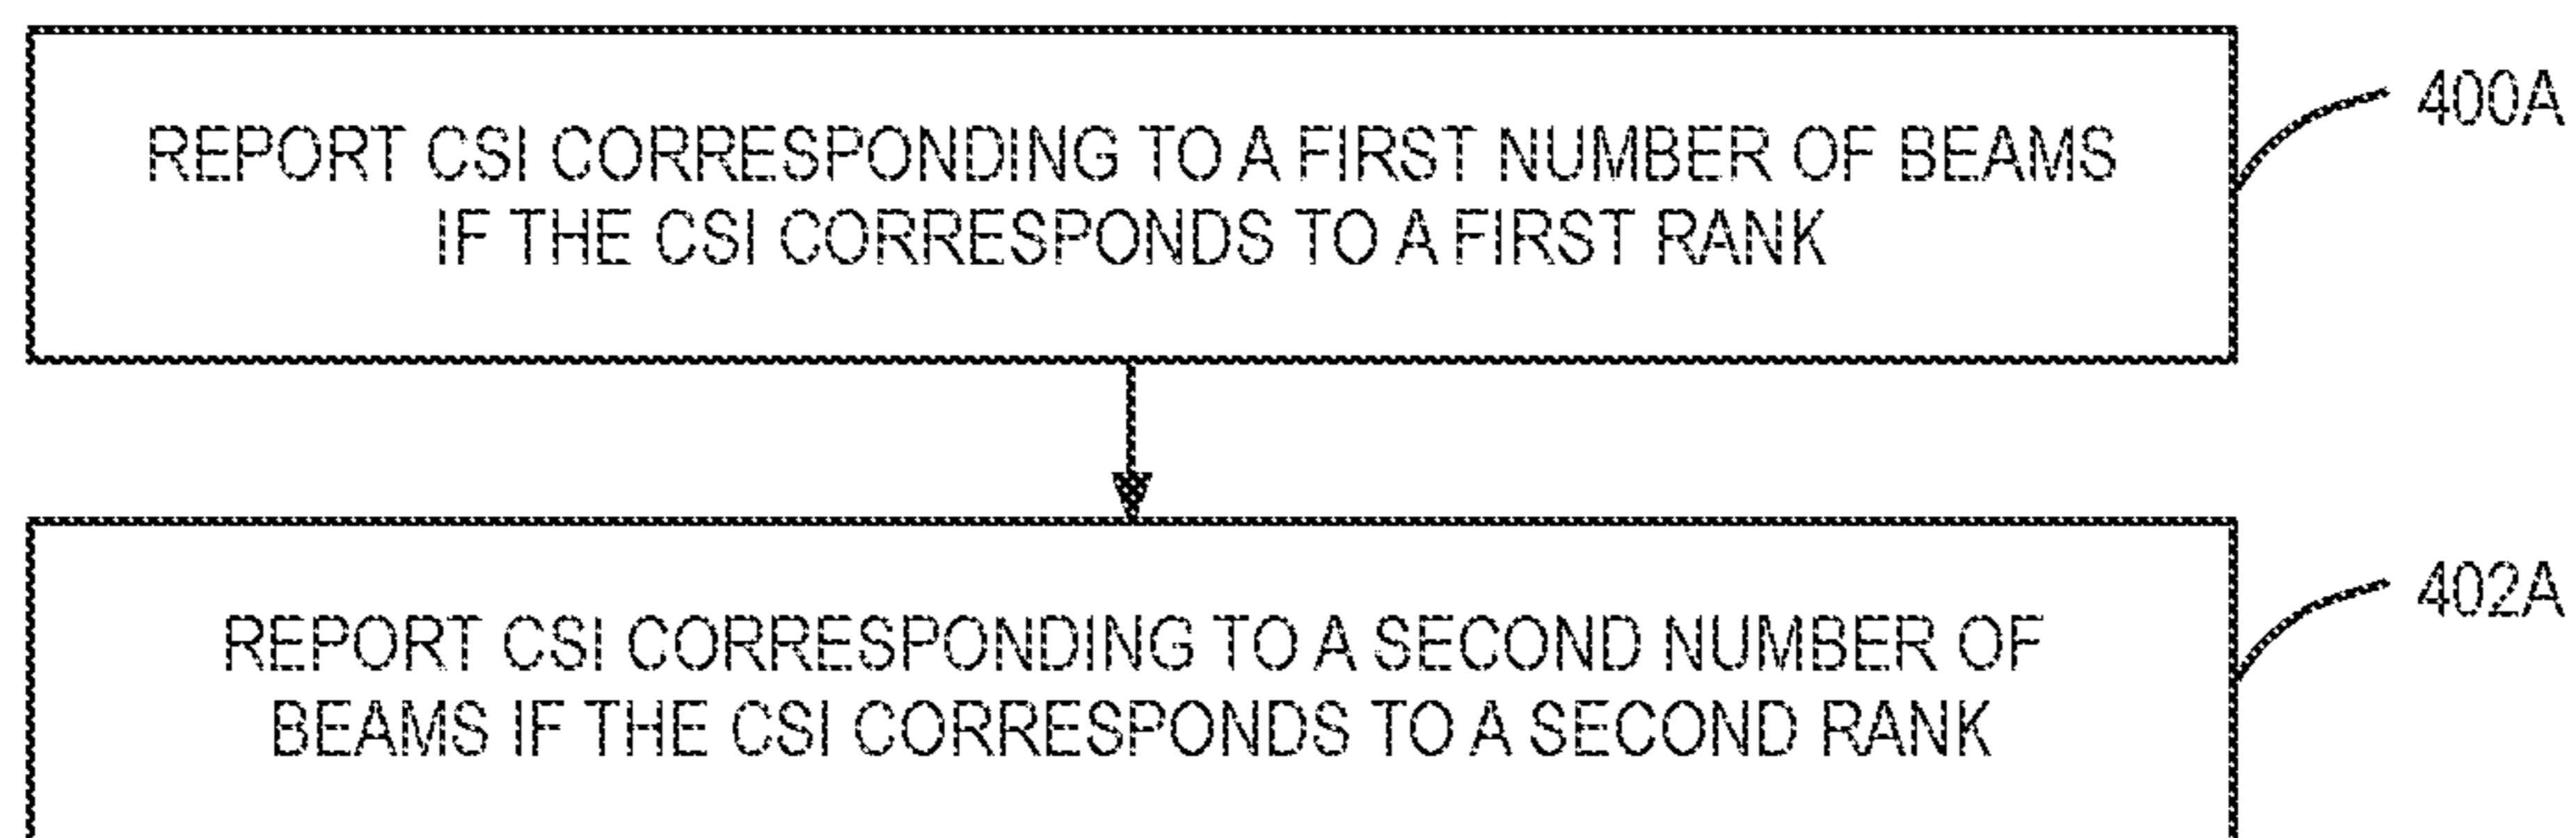 REPORT CSI CORRESPONDING TO A FIRST NUMBER OF BEAMS
IF THE CSI CORRESPONDS TO A FIRST RANK
400A
REPORT CSI CORRESPONDING TO A SECOND NUMBER OF
BEAMS IF THE CSI CORRESPONDS TO A SECOND RANK
402A